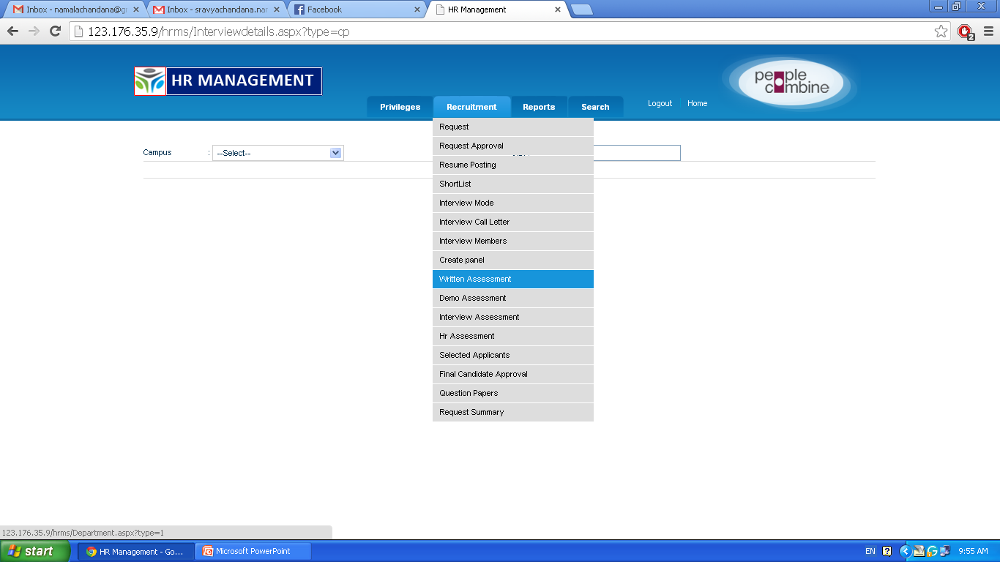 Inbox - namalachandana@g
Inbox - sravyachandana.nar
Facebook
HR Management
123.176.35.9/hrms/Interviewdetails.aspx?type=cp
2
HR MANAGEMENT
people combine
Privileges Recruitment Reports Search Logout Home
Campus : --Select--
Request
Request Approval
Resume Posting
ShortList
Interview Mode
Interview Call Letter
Interview Members
Create panel
Written Assessment
Demo Assessment
Interview Assessment
Hr Assessment
Selected Applicants
Final Candidate Approval
Question Papers
Request Summary
123.176.35.9/hrms/Department.aspx?type=1
start HR Management - Go... Microsoft PowerPoint EN 9:55 AM